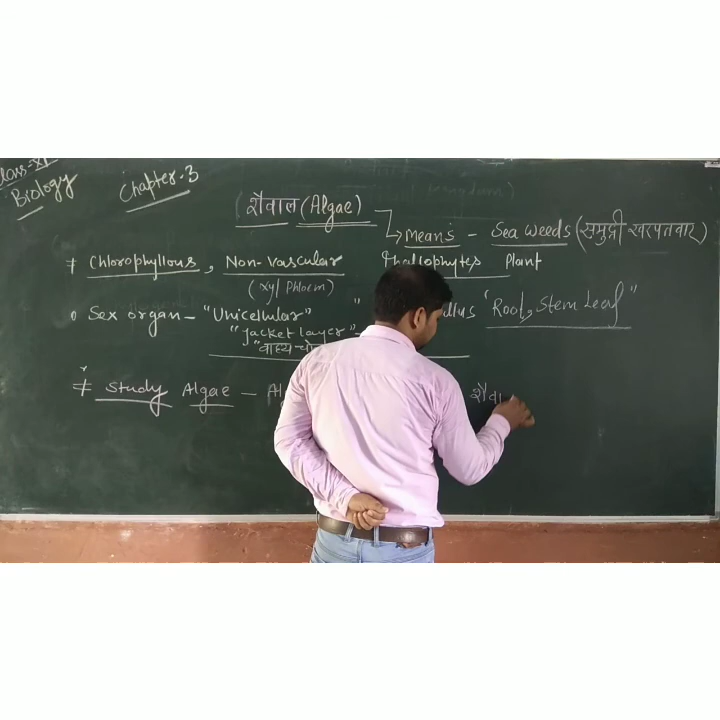 Class-XI
Biology
Chapter-3
शैवाल (Algae)
Means - Sea weeds (समुद्री खरपतवार)
Chlorophyllous, Non-vascular Thallophytes Plant
(xyl Phloem)
Sex organ - "Unicellular" " "Root, Stem Leaf"
"Jacket layer"
Study Algae -